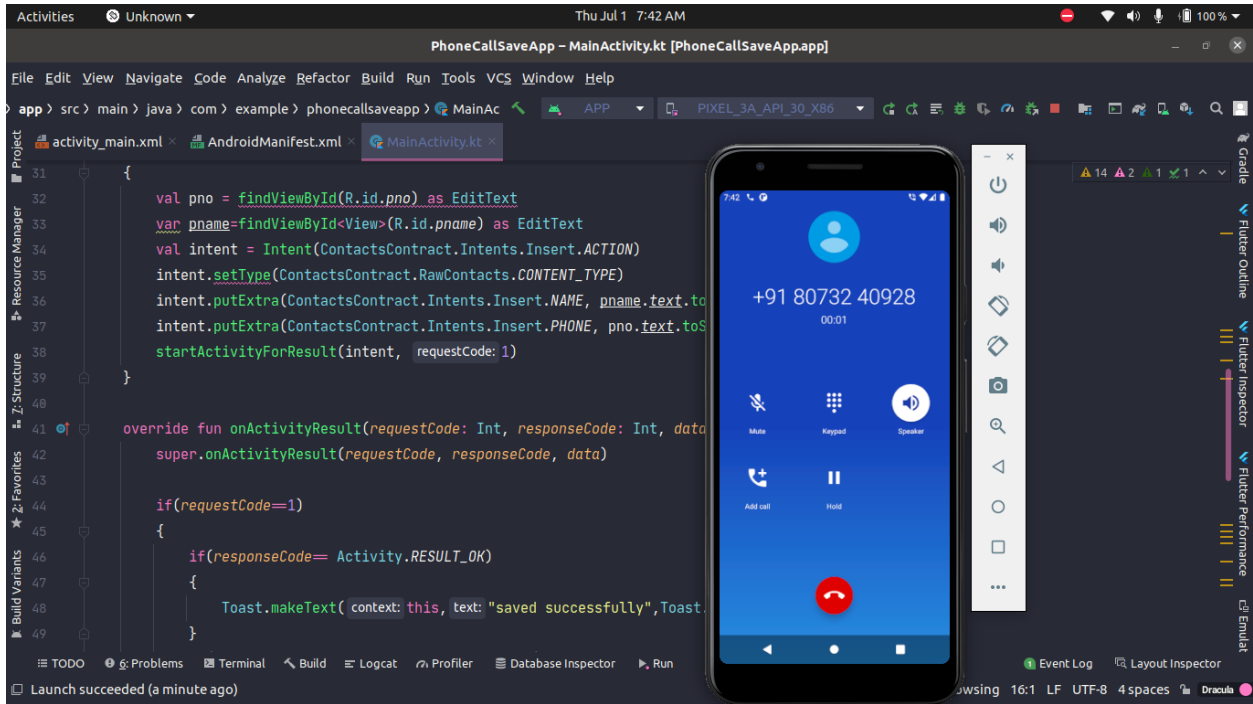 Activities Unknown Thu Jul 1 7:42 AM 100 %
PhoneCallSaveApp – MainActivity.kt [PhoneCallSaveApp.app]
File Edit View Navigate Code Analyze Refactor Build Run Tools VCS Window Help
app src main java com example phonecallsaveapp MainAc APP PIXEL_3A_API_30_X86
activity_main.xml AndroidManifest.xml MainActivity.kt
14 2 1 1
31 {
32 val pno = findViewById(R.id.pno) as EditText
33 var pname=findViewById<View>(R.id.pname) as EditText
34 val intent = Intent(ContactsContract.Intents.Insert.ACTION)
35 intent.setType(ContactsContract.RawContacts.CONTENT_TYPE)
36 intent.putExtra(ContactsContract.Intents.Insert.NAME, pname.text.to
37 intent.putExtra(ContactsContract.Intents.Insert.PHONE, pno.text.toS
38 startActivityForResult(intent, requestCode: 1)
39 }
40
41 override fun onActivityResult(requestCode: Int, responseCode: Int, data
42 super.onActivityResult(requestCode, responseCode, data)
43
44 if(requestCode==1)
45 {
46 if(responseCode== Activity.RESULT_OK)
47 {
48 Toast.makeText( context: this, text: "saved successfully",Toast.
49 }
Project
Resource Manager
Z: Structure
2: Favorites
Build Variants
7:42
+91 80732 40928
00:01
Mute Keypad Speaker
Add call Hold
Gradle
Flutter Outline
Flutter Inspector
Flutter Performance
Emulat
TODO 6: Problems Terminal Build Logcat Profiler Database Inspector Run 1 Event Log Layout Inspector
Launch succeeded (a minute ago) owsing 16:1 LF UTF-8 4 spaces Dracula